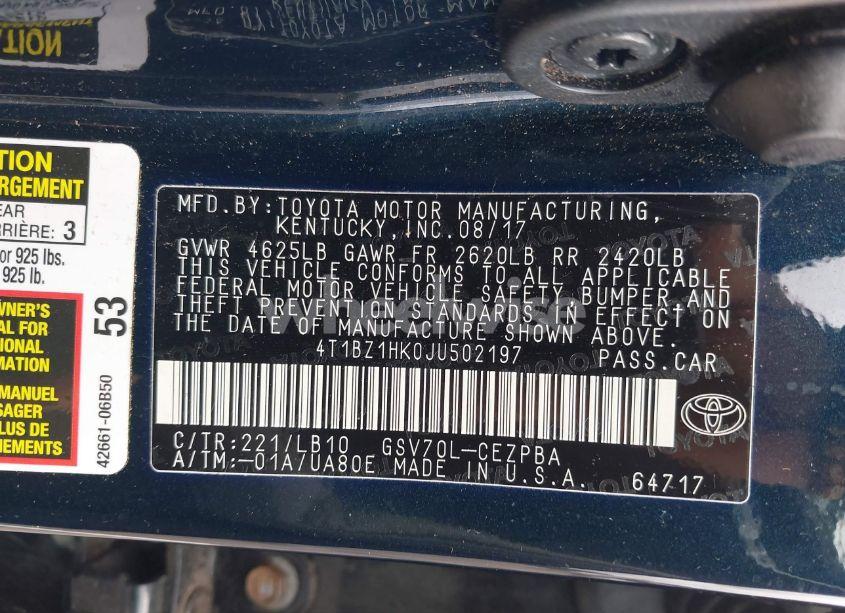 TION
RGEMENT
EAR
RRIÈRE: 3
or 925 lbs.
925 lb.
WNER'S
AL FOR
IONAL
MATION
MANUEL
SAGER
LUS DE
NEMENTS
53
42661-06B50
MFD.BY:TOYOTA MOTOR MANUFACTURING,
KENTUCKY, INC.08/17
GVWR 4625LB GAWR FR 2620LB RR 2420LB
THIS VEHICLE CONFORMS TO ALL APPLICABLE
FEDERAL MOTOR VEHICLE SAFETY BUMPER AND
THEFT PREVENTION STANDARDS IN EFFECT ON
THE DATE OF MANUFACTURE SHOWN ABOVE.
4T1BZ1HK0JU502197 PASS.CAR
C/TR:221/LB10 GSV70L-CEZPBA
A/TM:-01A/UA80E MADE IN U.S.A. 64717